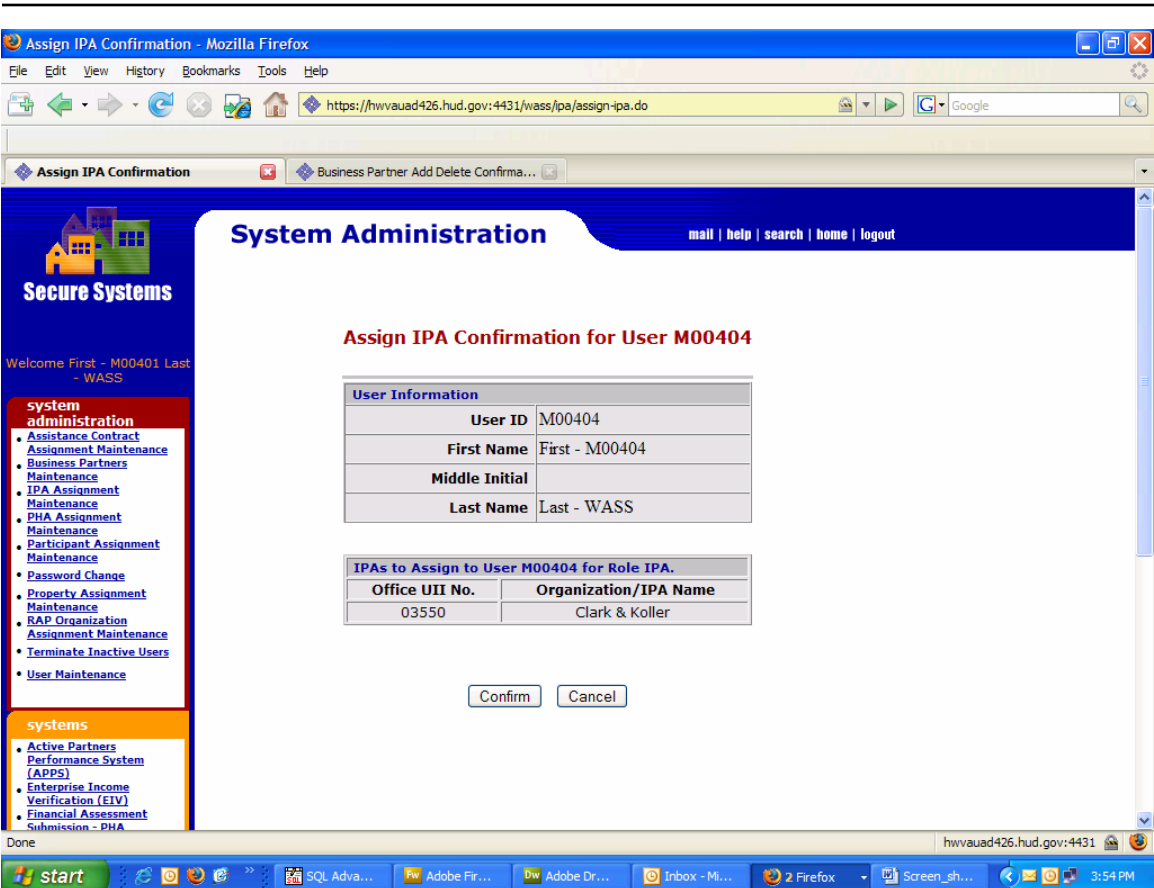 Assign IPA Confirmation - Mozilla Firefox
File Edit View History Bookmarks Tools Help
https://hwvauad426.hud.gov:4431/wass/ipa/assign-ipa.do
G Google
Assign IPA Confirmation
Business Partner Add Delete Confirma...
System Administration
mail | help | search | home | logout
Secure Systems
Welcome First - M00401 Last
- WASS
system
administration
Assistance Contract
Assignment Maintenance
Business Partners
Maintenance
IPA Assignment
Maintenance
PHA Assignment
Maintenance
Participant Assignment
Maintenance
Password Change
Property Assignment
Maintenance
RAP Organization
Assignment Maintenance
Terminate Inactive Users
User Maintenance
systems
Active Partners
Performance System
(APPS)
Enterprise Income
Verification (EIV)
Financial Assessment
Submission - PHA
Assign IPA Confirmation for User M00404
User Information
User ID M00404
First Name First - M00404
Middle Initial
Last Name Last - WASS
IPAs to Assign to User M00404 for Role IPA.
Office UII No. Organization/IPA Name
03550 Clark & Koller
Confirm Cancel
Done
hwvauad426.hud.gov:4431
start
SQL Adva...
Fw Adobe Fir...
Dw Adobe Dr...
Inbox - Mi...
2 Firefox
Screen_sh...
3:54 PM